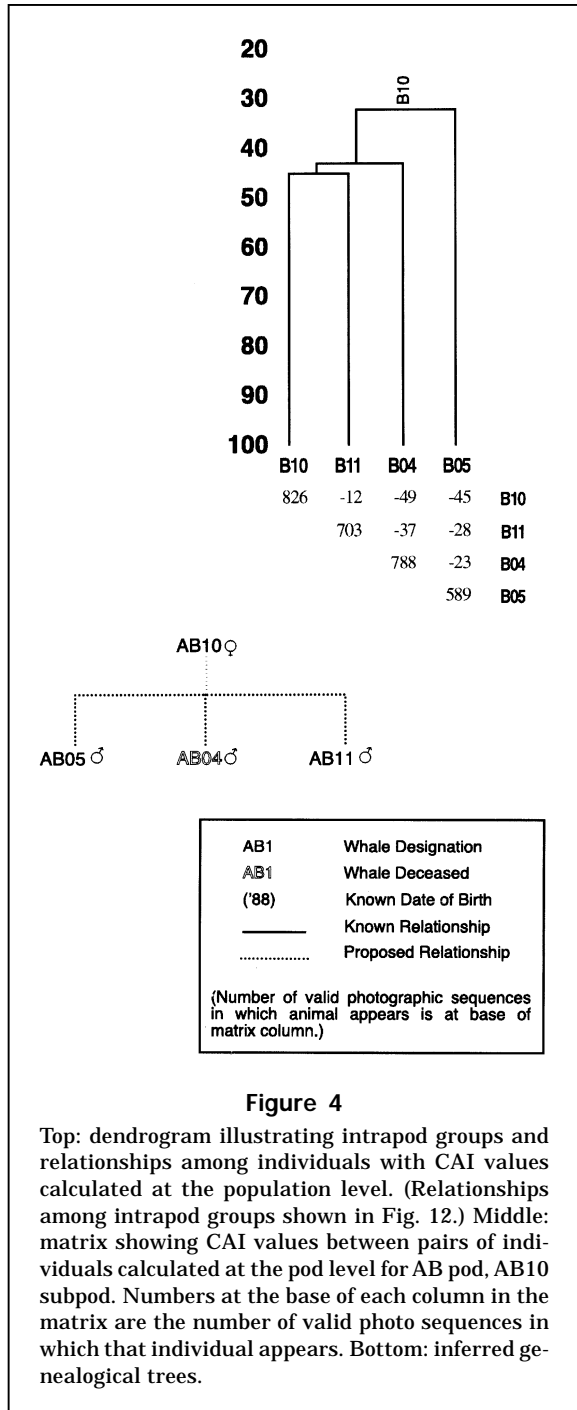 20
30
40
50
60
70
80
90
100
B10
B10 B11 B04 B05
826 -12 -49 -45 B10
703 -37 -28 B11
788 -23 B04
589 B05
AB10♀
AB05♂ AB04♂ AB11♂
AB1 Whale Designation
AB1 Whale Deceased
('88) Known Date of Birth
Known Relationship
Proposed Relationship
(Number of valid photographic sequences
in which animal appears is at base of
matrix column.)
Figure 4
Top: dendrogram illustrating intrapod groups and
relationships among individuals with CAI values
calculated at the population level. (Relationships
among intrapod groups shown in Fig. 12.) Middle:
matrix showing CAI values between pairs of indi-
viduals calculated at the pod level for AB pod, AB10
subpod. Numbers at the base of each column in the
matrix are the number of valid photo sequences in
which that individual appears. Bottom: inferred ge-
nealogical trees.